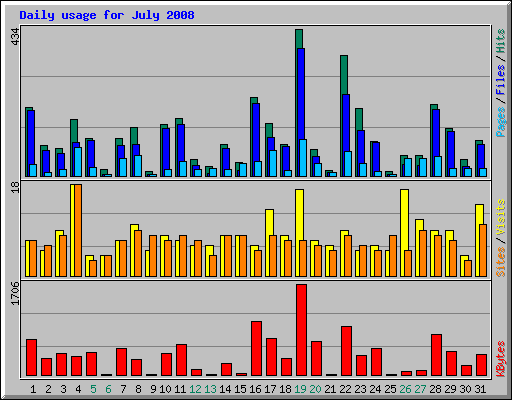 Daily usage for July 2008
434
Pages / Files / Hits
18
Sites / Visits
1706
KBytes
1 2 3 4 5 6 7 8 9 10 11 12 13 14 15 16 17 18 19 20 21 22 23 24 25 26 27 28 29 30 31